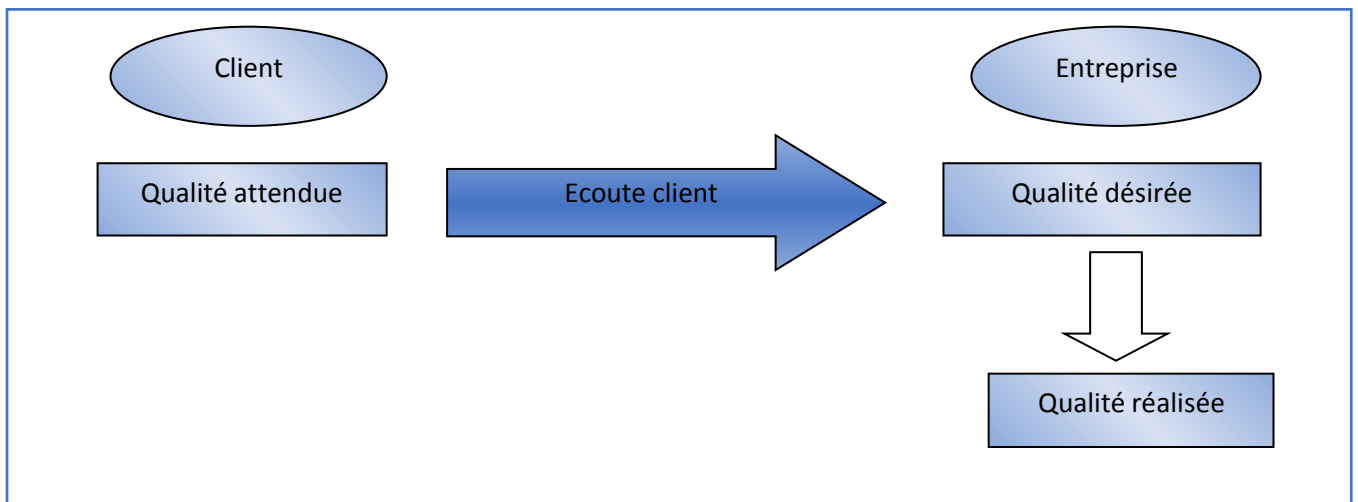 Client
Entreprise
Qualité attendue
Ecoute client
Qualité désirée
Qualité réalisée